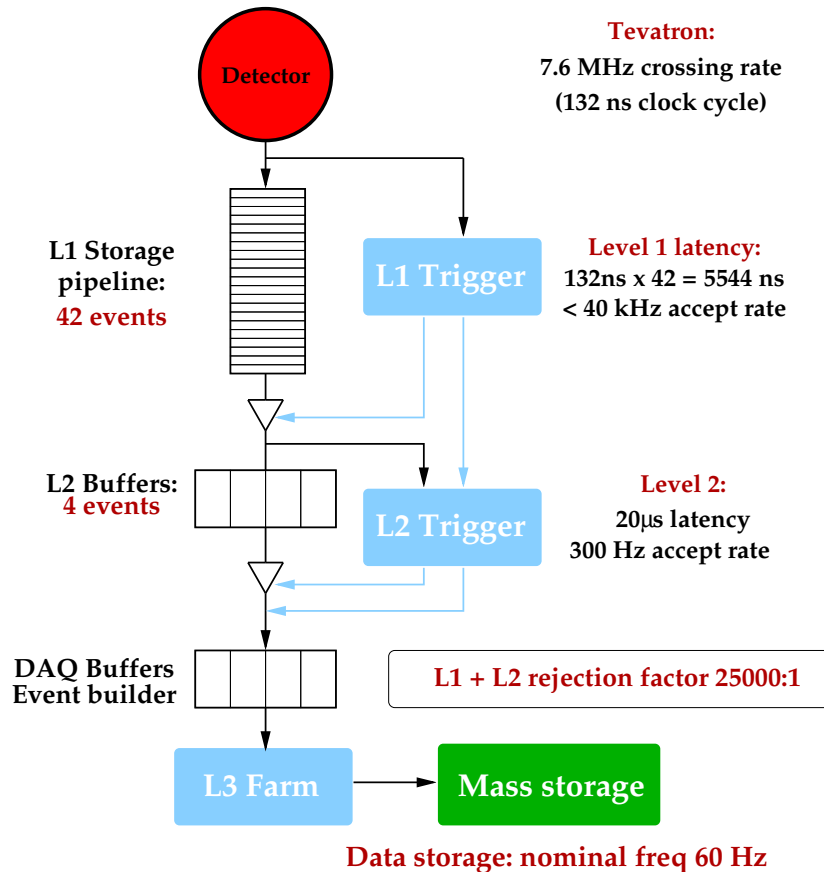 Detector
Tevatron:
7.6 MHz crossing rate
(132 ns clock cycle)
L1 Storage
pipeline:
42 events
L1 Trigger
Level 1 latency:
132ns x 42 = 5544 ns
< 40 kHz accept rate
L2 Buffers:
4 events
L2 Trigger
Level 2:
20μs latency
300 Hz accept rate
DAQ Buffers
Event builder
L1 + L2 rejection factor 25000:1
L3 Farm
Mass storage
Data storage: nominal freq 60 Hz